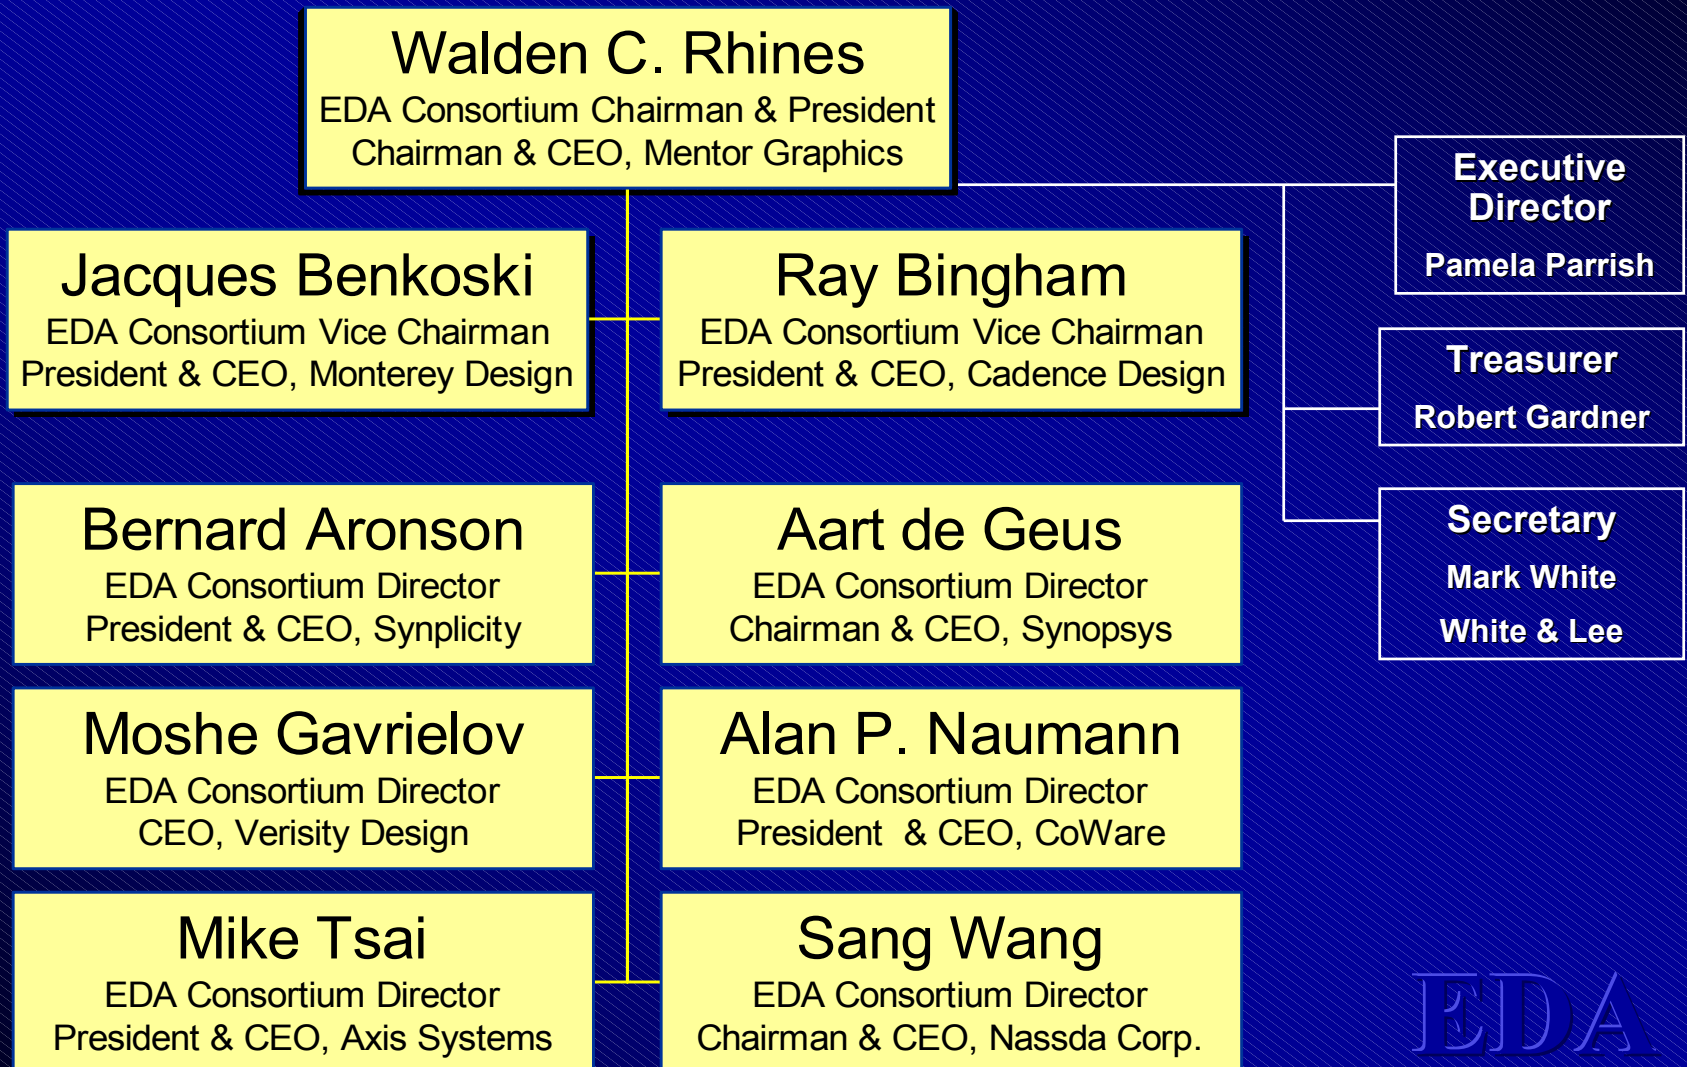 Walden C. Rhines
EDA Consortium Chairman & President
Chairman & CEO, Mentor Graphics
Jacques Benkoski
EDA Consortium Vice Chairman
President & CEO, Monterey Design
Ray Bingham
EDA Consortium Vice Chairman
President & CEO, Cadence Design
Bernard Aronson
EDA Consortium Director
President & CEO, Synplicity
Aart de Geus
EDA Consortium Director
Chairman & CEO, Synopsys
Moshe Gavrielov
EDA Consortium Director
CEO, Verisity Design
Alan P. Naumann
EDA Consortium Director
President & CEO, CoWare
Mike Tsai
EDA Consortium Director
President & CEO, Axis Systems
Sang Wang
EDA Consortium Director
Chairman & CEO, Nassda Corp.
Executive
Director
Pamela Parrish
Treasurer
Robert Gardner
Secretary
Mark White
White & Lee
EDA